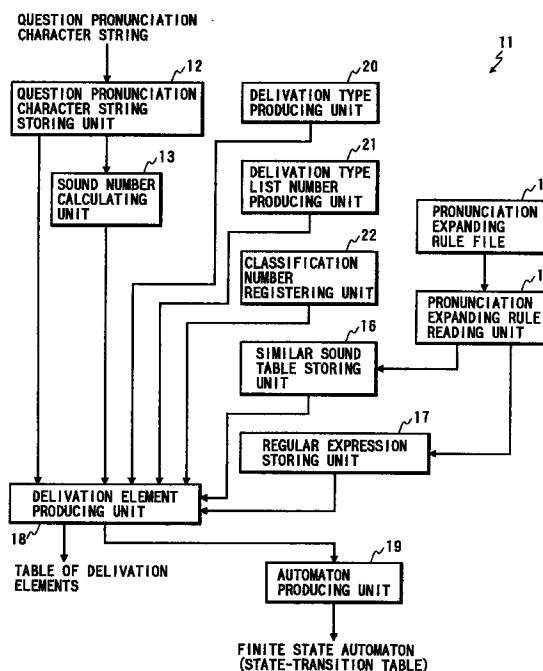 QUESTION PRONUNCIATION
CHARACTER STRING
11
12
QUESTION PRONUNCIATION
CHARACTER STRING
STORING UNIT
20
DELIVATION TYPE
PRODUCING UNIT
13
SOUND NUMBER
CALCULATING
UNIT
21
DELIVATION TYPE
LIST NUMBER
PRODUCING UNIT
PRONUNCIATION
EXPANDING
RULE FILE
22
CLASSIFICATION
NUMBER
REGISTERING UNIT
PRONUNCIATION
EXPANDING RULE
READING UNIT
16
SIMILAR SOUND
TABLE STORING
UNIT
17
REGULAR EXPRESSION
STORING UNIT
DELIVATION ELEMENT
PRODUCING UNIT
18
TABLE OF DELIVATION
ELEMENTS
19
AUTOMATON
PRODUCING UNIT
FINITE STATE AUTOMATON
(STATE-TRANSITION TABLE)